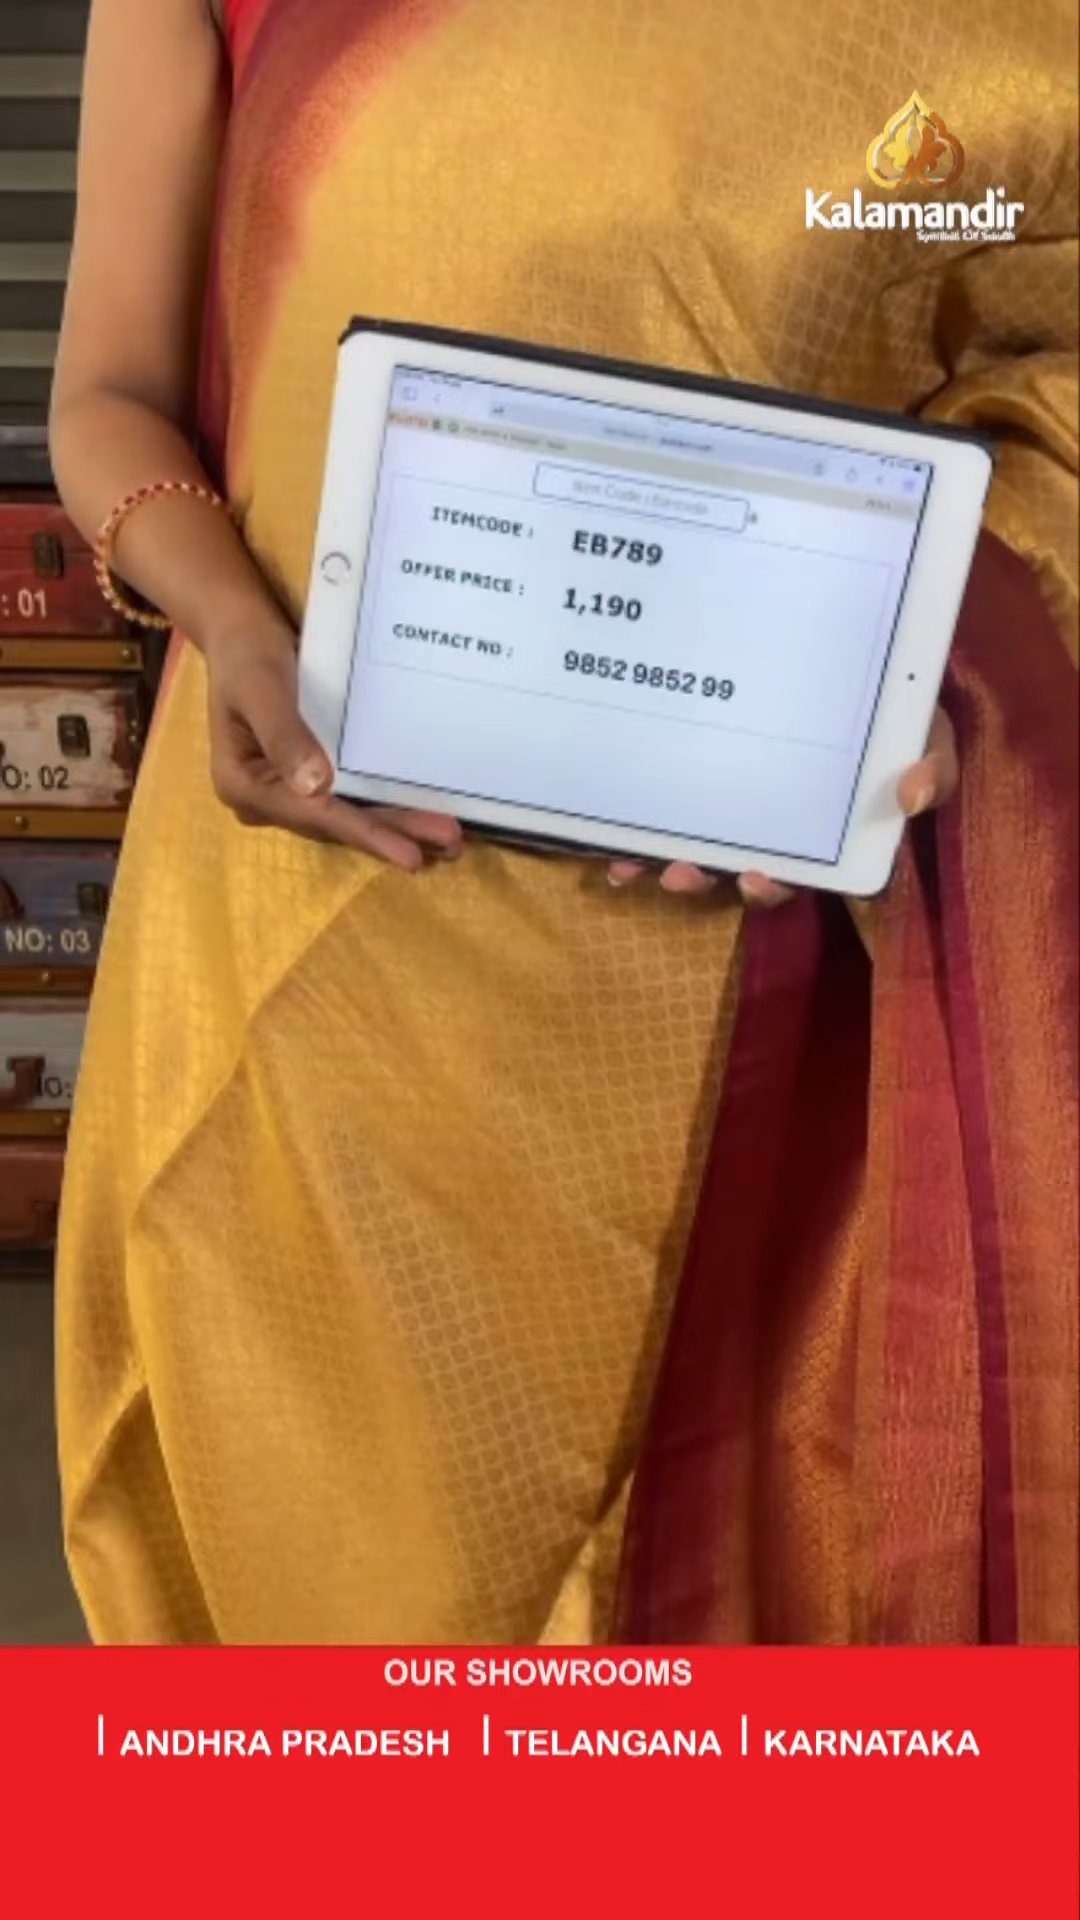 Kalamandir
ITEMCODE : EB789
OFFER PRICE : 1,190
CONTACT NO : 9852 9852 99
: 01
O: 02
NO: 03
NO:
OUR SHOWROOMS
| ANDHRA PRADESH | TELANGANA | KARNATAKA